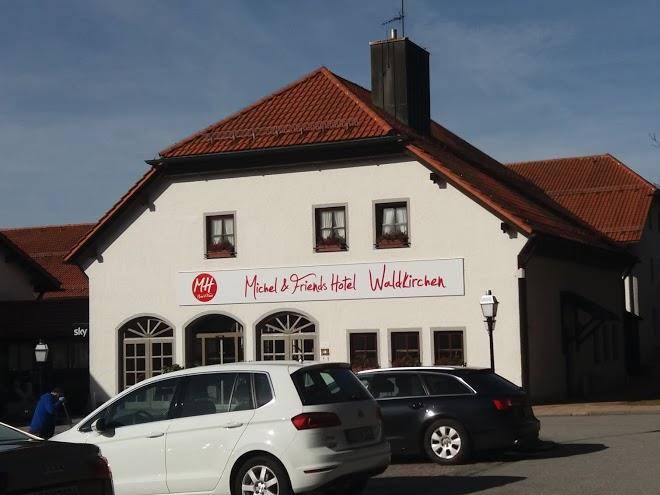 MH
Michel & Friends Hotel Waldkirchen
sky